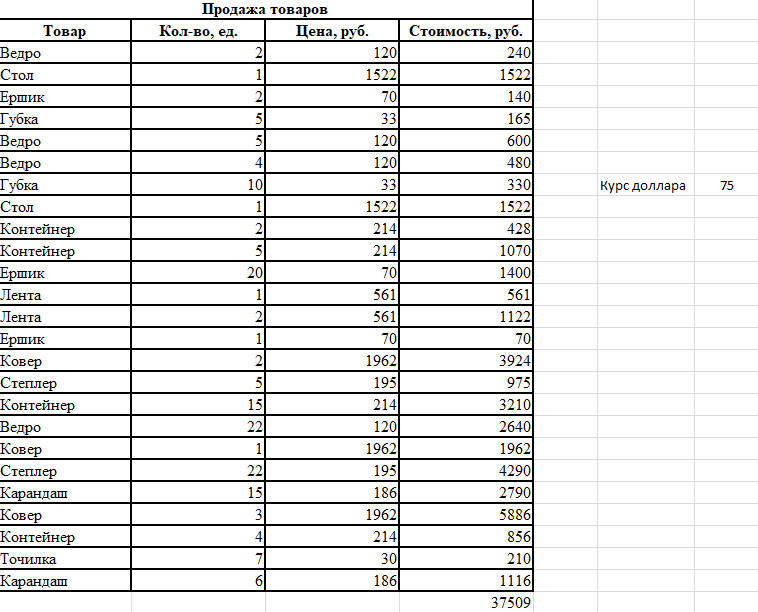 Продажа товаров
Товар Кол-во, ед. Цена, руб. Стоимость, руб.
Ведро 2 120 240
Стол 1 1522 1522
Ершик 2 70 140
Губка 5 33 165
Ведро 5 120 600
Ведро 4 120 480
Губка 10 33 330 Курс доллара 75
Стол 1 1522 1522
Контейнер 2 214 428
Контейнер 5 214 1070
Ершик 20 70 1400
Лента 1 561 561
Лента 2 561 1122
Ершик 1 70 70
Ковер 2 1962 3924
Степлер 5 195 975
Контейнер 15 214 3210
Ведро 22 120 2640
Ковер 1 1962 1962
Степлер 22 195 4290
Карандаш 15 186 2790
Ковер 3 1962 5886
Контейнер 4 214 856
Точилка 7 30 210
Карандаш 6 186 1116
37509